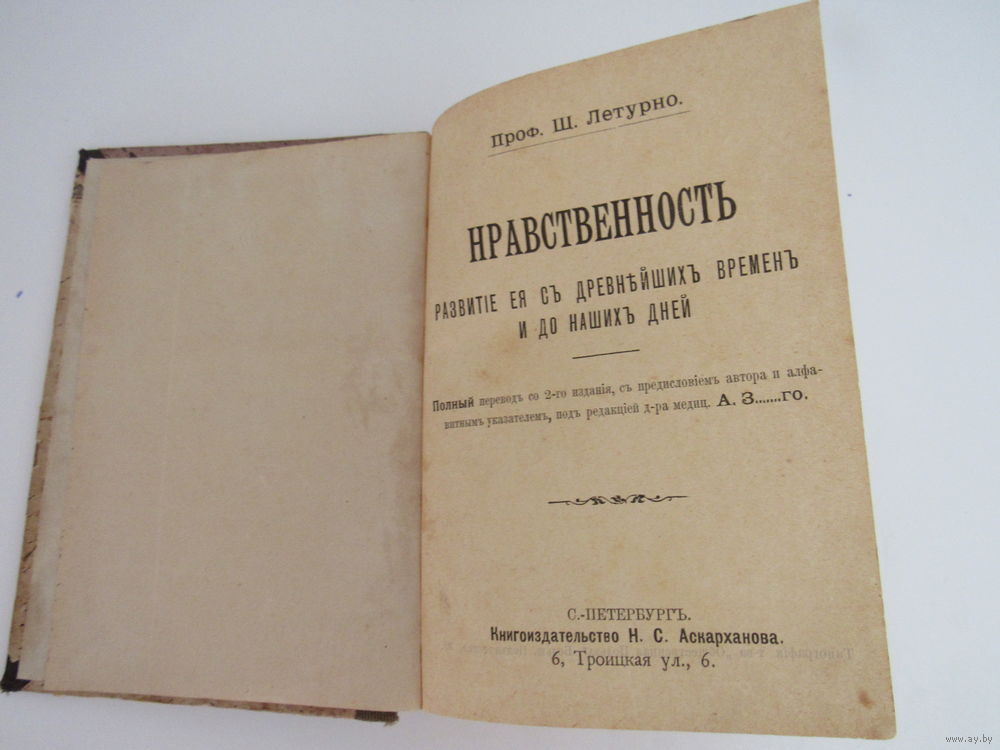 Проф. Ш. Летурно.
НРАВСТВЕННОСТЬ
РАЗВИТІЕ ЕЯ СЪ ДРЕВНѢЙШИХЪ ВРЕМЕНЪ
И ДО НАШИХЪ ДНЕЙ
Полный переводъ со 2-го изданія, съ предисловіемъ автора и алфа-
витнымъ указателемъ, подъ редакціей д-ра медиц. А. З.......го.
С.-ПЕТЕРБУРГЪ.
Книгоиздательство Н. С. Аскарханова.
6, Троицкая ул., 6.
www.ay.by